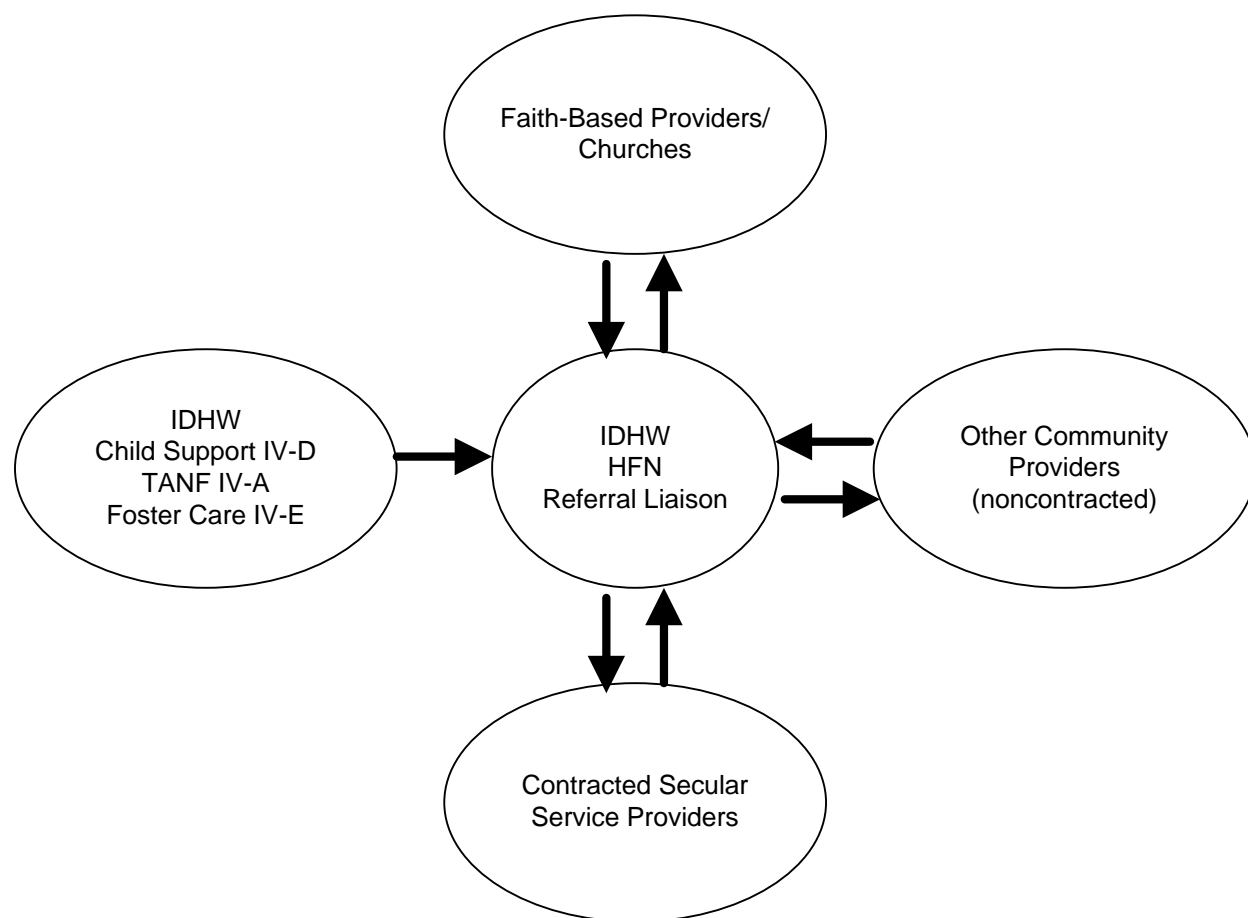 Faith-Based Providers/
Churches
IDHW
Child Support IV-D
TANF IV-A
Foster Care IV-E
IDHW
HFN
Referral Liaison
Other Community
Providers
(noncontracted)
Contracted Secular
Service Providers